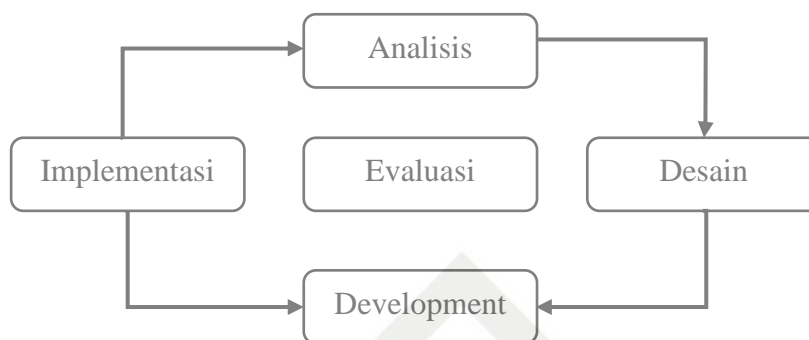 Analisis
Implementasi
Evaluasi
Desain
Development